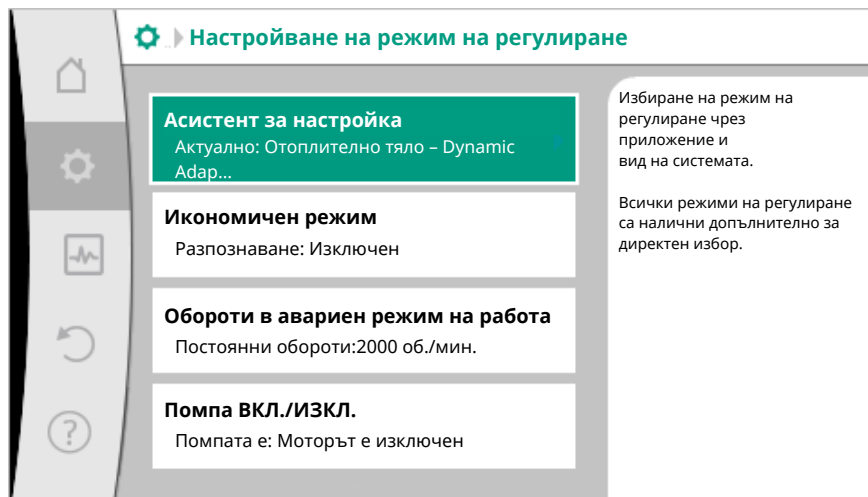 Настройване на режим на регулиране
Асистент за настройка
Актуално: Отоплително тяло – Dynamic
Adap...
Икономичен режим
Разпознаване: Изключен
Обороти в авариен режим на работа
Постоянни обороти:2000 об./мин.
Помпа ВКЛ./ИЗКЛ.
Помпата е: Моторът е изключен
Избиране на режим на
регулиране чрез
приложение и
вид на системата.
Всички режими на регулиране
са налични допълнително за
директен избор.